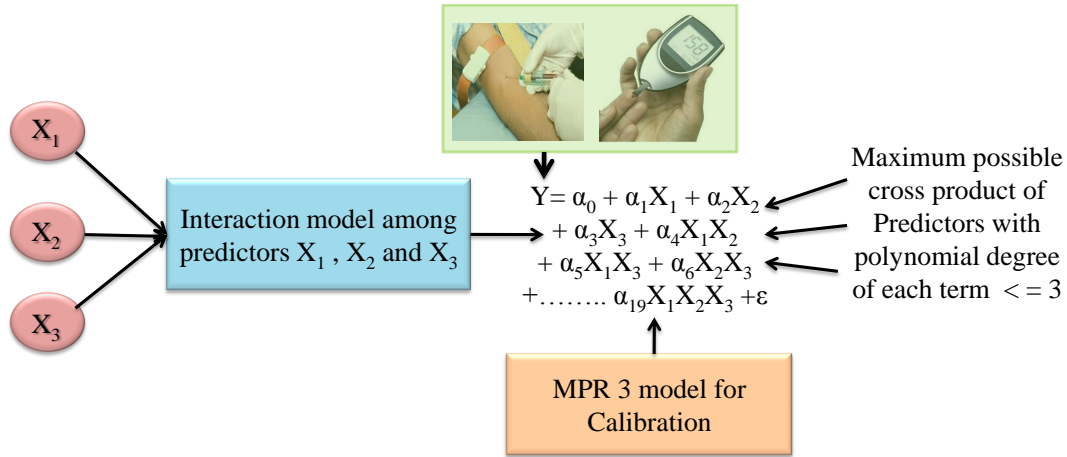 158
X₁
X₂
X₃
Interaction model among
predictors X₁ , X₂ and X₃
Y= α₀ + α₁X₁ + α₂X₂
+ α₃X₃ + α₄X₁X₂
+ α₅X₁X₃ + α₆X₂X₃
+…….. α₁₉X₁X₂X₃ +ε
Maximum possible
cross product of
Predictors with
polynomial degree
of each term < = 3
MPR 3 model for
Calibration